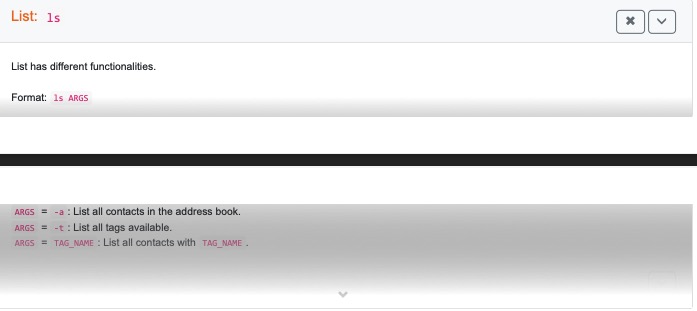 List: ls
List has different functionalities.
Format: ls ARGS
ARGS = -a : List all contacts in the address book.
ARGS = -t : List all tags available.
ARGS = TAG_NAME : List all contacts with TAG_NAME .